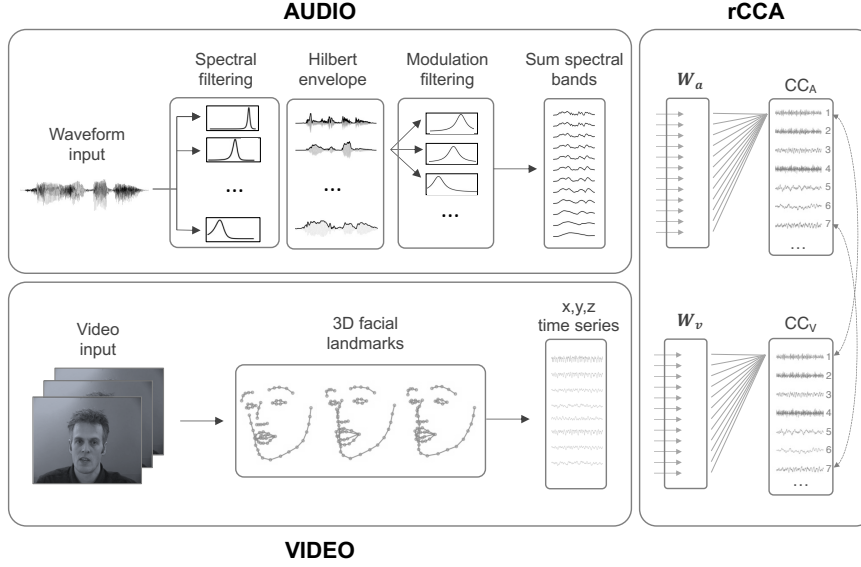 AUDIO
rCCA
Spectral
filtering
Hilbert
envelope
Modulation
filtering
Sum spectral
bands
Waveform
input
...
...
...
W_a
CC_A
1
2
3
4
5
6
7
...
Video
input
3D facial
landmarks
x,y,z
time series
W_v
CC_V
1
2
3
4
5
6
7
...
VIDEO